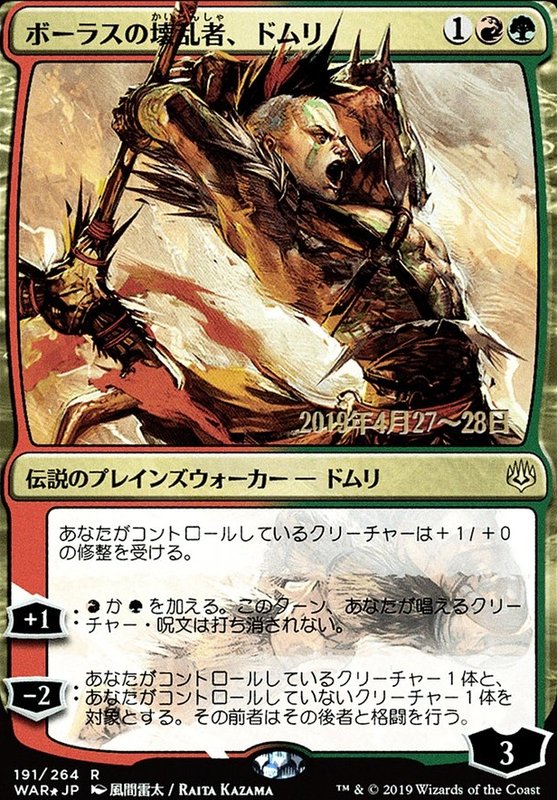 かいらんしゃ
ボーラスの壊乱者、ドムリ 1
2019年4月27～28日
伝説のプレインズウォーカー — ドムリ
あなたがコントロールしているクリーチャーは＋１/＋０
の修整を受ける。
+1 : か を加える。このターン、あなたが唱えるクリー
チャー・呪文は打ち消されない。
-2 : あなたがコントロールしているクリーチャー１体と、
あなたがコントロールしていないクリーチャー１体を
対象とする。その前者はその後者と格闘を行う。
3
191/264 R
WAR★JP 風間雷太 / RAITA KAZAMA
™ & © 2019 Wizards of the Coast